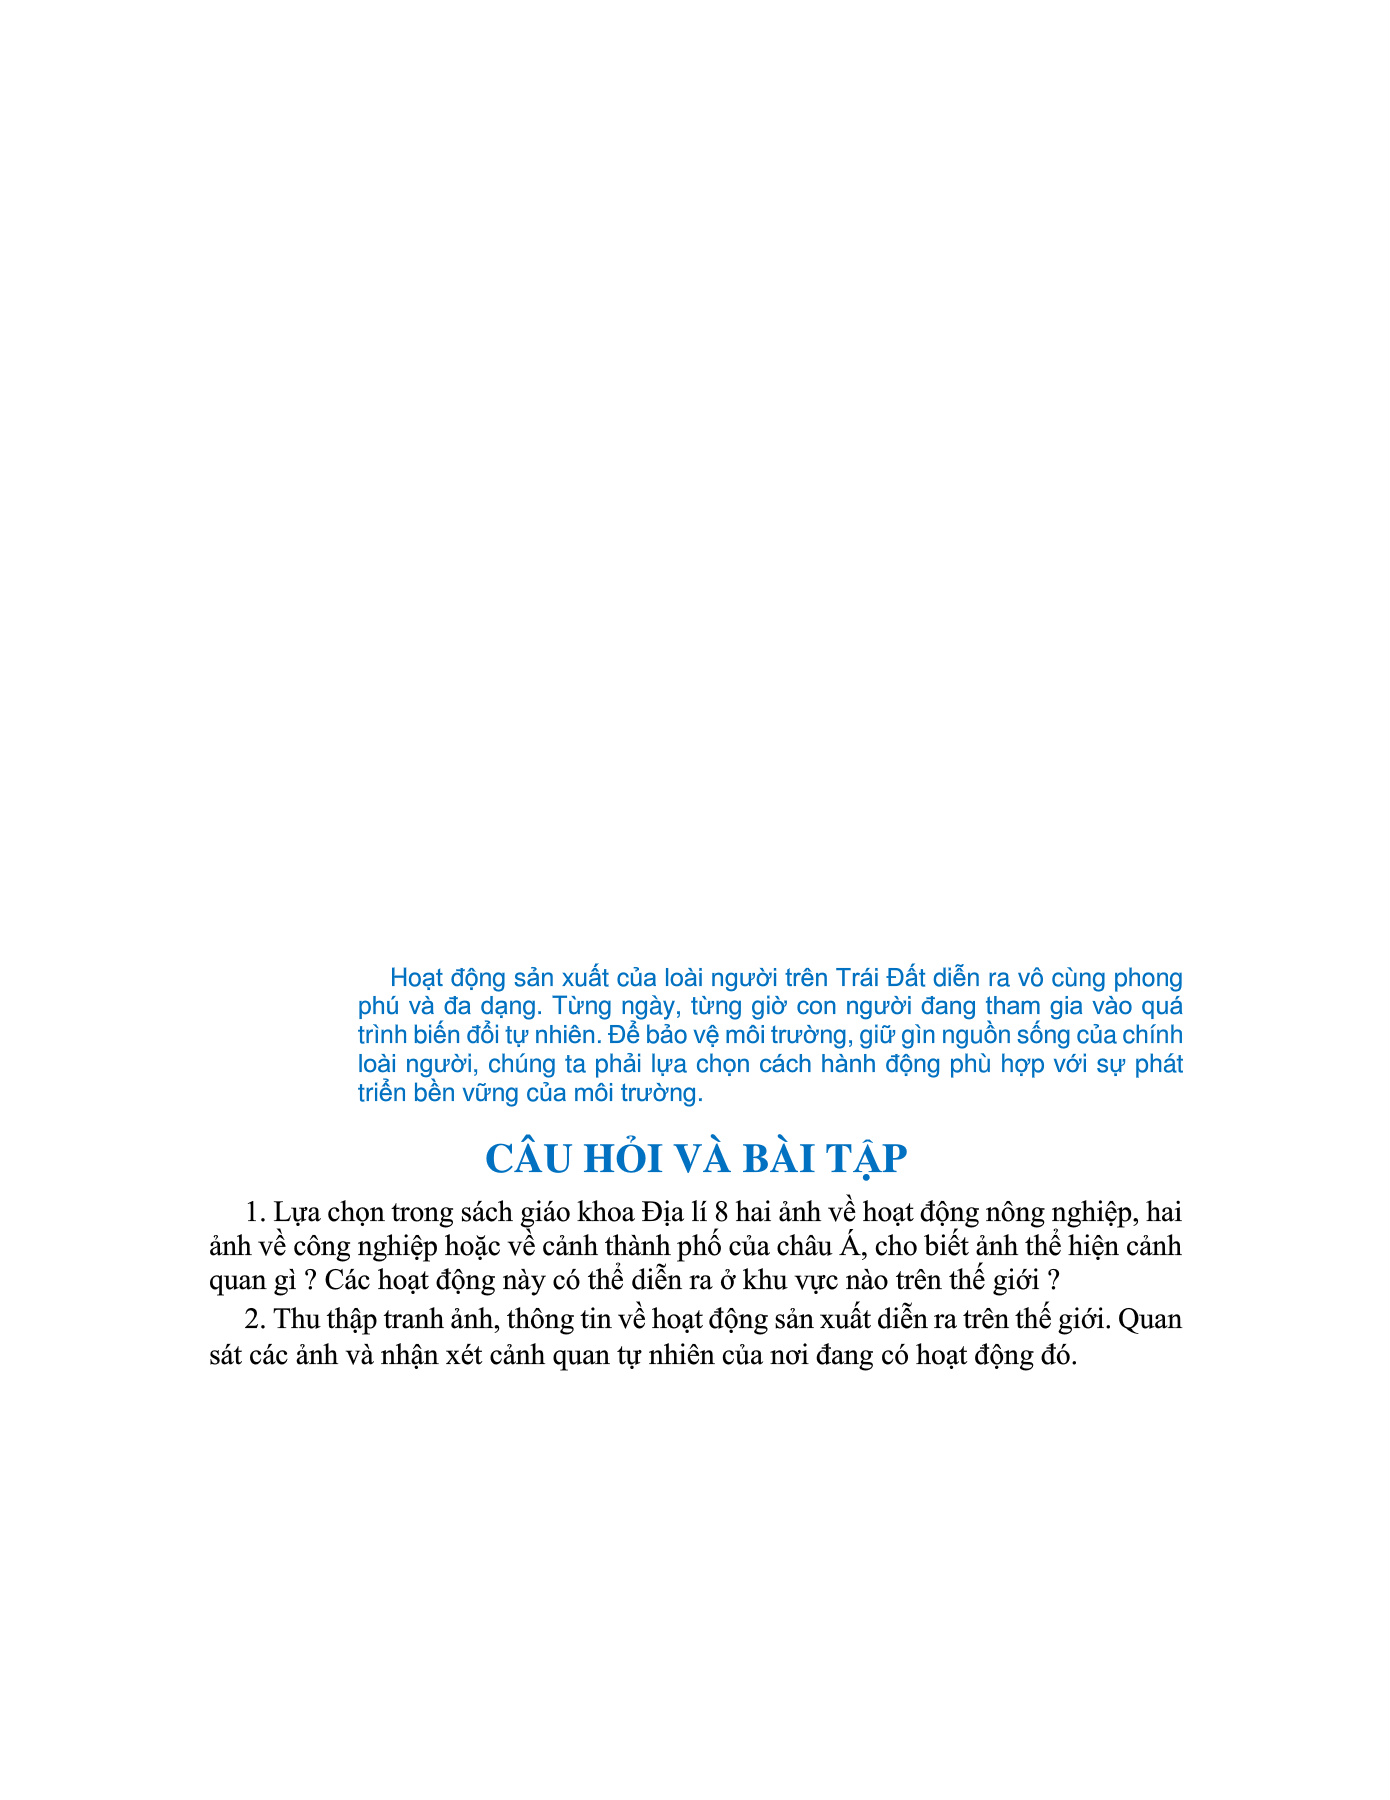 Hoạt động sản xuất của loài người trên Trái Đất diễn ra vô cùng phong
phú và đa dạng. Từng ngày, từng giờ con người đang tham gia vào quá
trình biến đổi tự nhiên. Để bảo vệ môi trường, giữ gìn nguồn sống của chính
loài người, chúng ta phải lựa chọn cách hành động phù hợp với sự phát
triển bền vững của môi trường.
CÂU HỎI VÀ BÀI TẬP
1. Lựa chọn trong sách giáo khoa Địa lí 8 hai ảnh về hoạt động nông nghiệp, hai
ảnh về công nghiệp hoặc về cảnh thành phố của châu Á, cho biết ảnh thể hiện cảnh
quan gì ? Các hoạt động này có thể diễn ra ở khu vực nào trên thế giới ?
2. Thu thập tranh ảnh, thông tin về hoạt động sản xuất diễn ra trên thế giới. Quan
sát các ảnh và nhận xét cảnh quan tự nhiên của nơi đang có hoạt động đó.